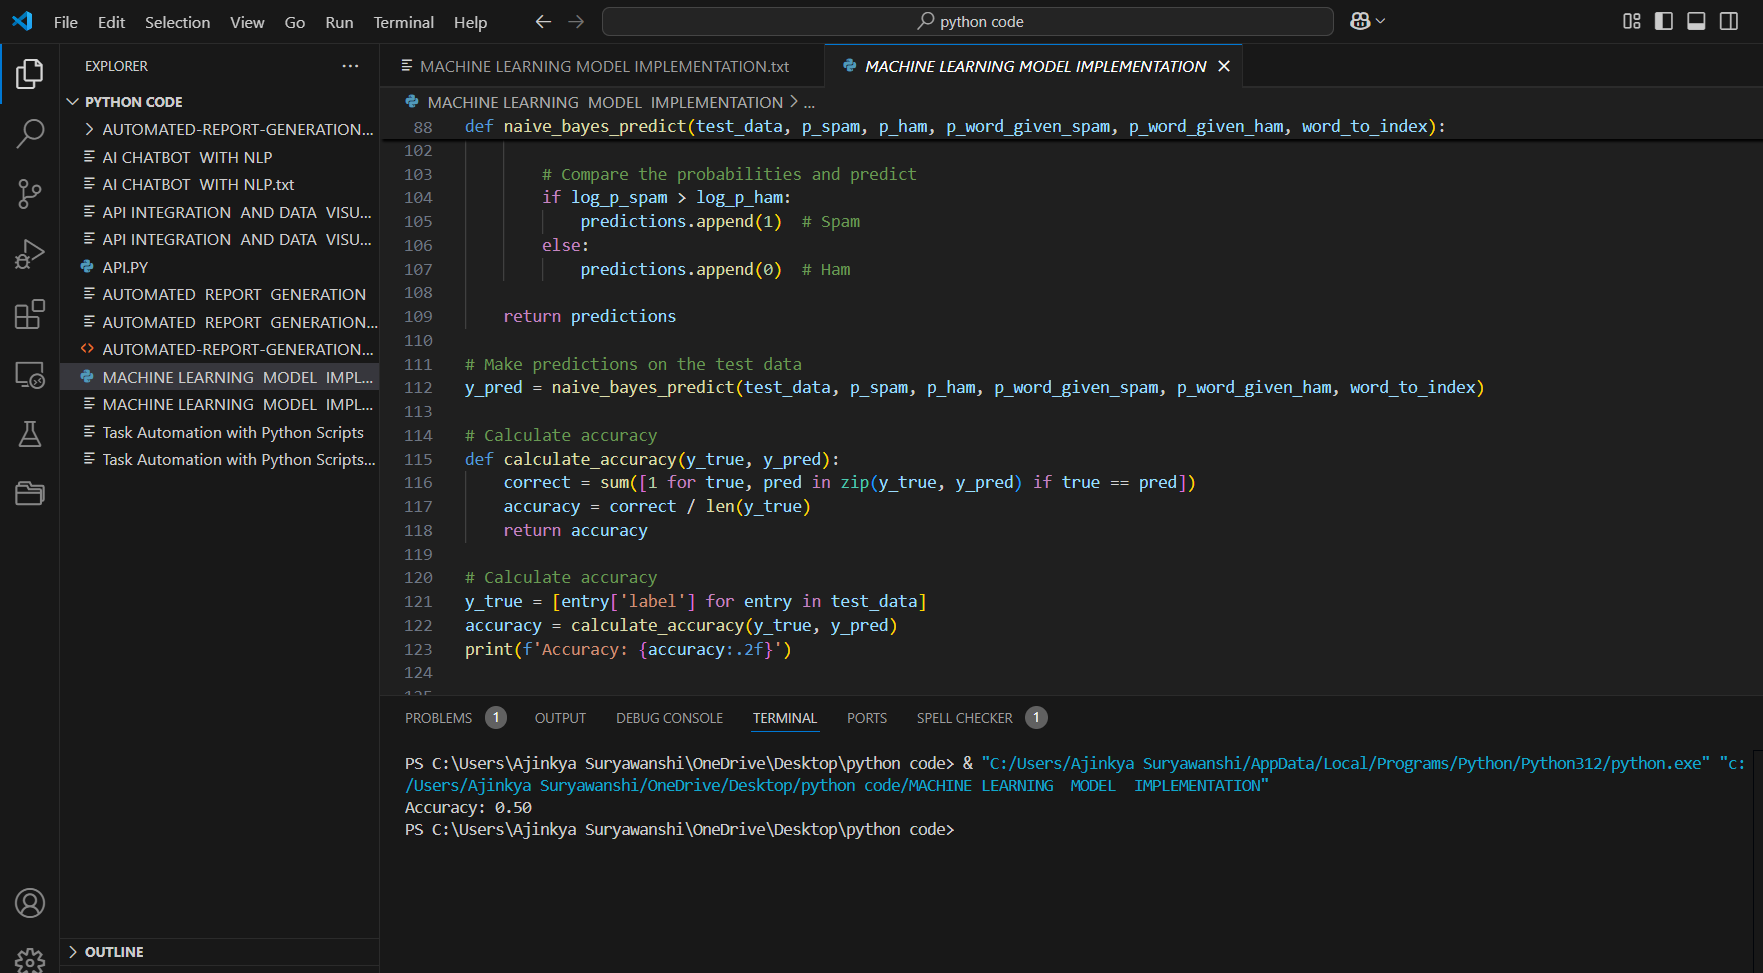 File Edit Selection View Go Run Terminal Help
python code
EXPLORER
PYTHON CODE
AUTOMATED-REPORT-GENERATION...
AI CHATBOT  WITH NLP
AI CHATBOT  WITH NLP.txt
API INTEGRATION  AND DATA  VISU...
API INTEGRATION  AND DATA  VISU...
API.PY
AUTOMATED  REPORT  GENERATION
AUTOMATED  REPORT  GENERATION...
AUTOMATED-REPORT-GENERATION...
MACHINE LEARNING  MODEL  IMPL...
MACHINE LEARNING  MODEL  IMPL...
Task Automation with Python Scripts
Task Automation with Python Scripts...
OUTLINE
MACHINE LEARNING MODEL IMPLEMENTATION.txt
MACHINE LEARNING MODEL IMPLEMENTATION
MACHINE LEARNING  MODEL  IMPLEMENTATION > ...
88 def naive_bayes_predict(test_data, p_spam, p_ham, p_word_given_spam, p_word_given_ham, word_to_index):
102
103         # Compare the probabilities and predict
104         if log_p_spam > log_p_ham:
105             predictions.append(1)  # Spam
106         else:
107             predictions.append(0)  # Ham
108
109     return predictions
110
111 # Make predictions on the test data
112 y_pred = naive_bayes_predict(test_data, p_spam, p_ham, p_word_given_spam, p_word_given_ham, word_to_index)
113
114 # Calculate accuracy
115 def calculate_accuracy(y_true, y_pred):
116     correct = sum([1 for true, pred in zip(y_true, y_pred) if true == pred])
117     accuracy = correct / len(y_true)
118     return accuracy
119
120 # Calculate accuracy
121 y_true = [entry['label'] for entry in test_data]
122 accuracy = calculate_accuracy(y_true, y_pred)
123 print(f'Accuracy: {accuracy:.2f}')
124
PROBLEMS 1 OUTPUT DEBUG CONSOLE TERMINAL PORTS SPELL CHECKER 1
PS C:\Users\Ajinkya Suryawanshi\OneDrive\Desktop\python code> & "C:/Users/Ajinkya Suryawanshi/AppData/Local/Programs/Python/Python312/python.exe" "c:
/Users/Ajinkya Suryawanshi/OneDrive/Desktop/python code/MACHINE LEARNING  MODEL  IMPLEMENTATION"
Accuracy: 0.50
PS C:\Users\Ajinkya Suryawanshi\OneDrive\Desktop\python code>